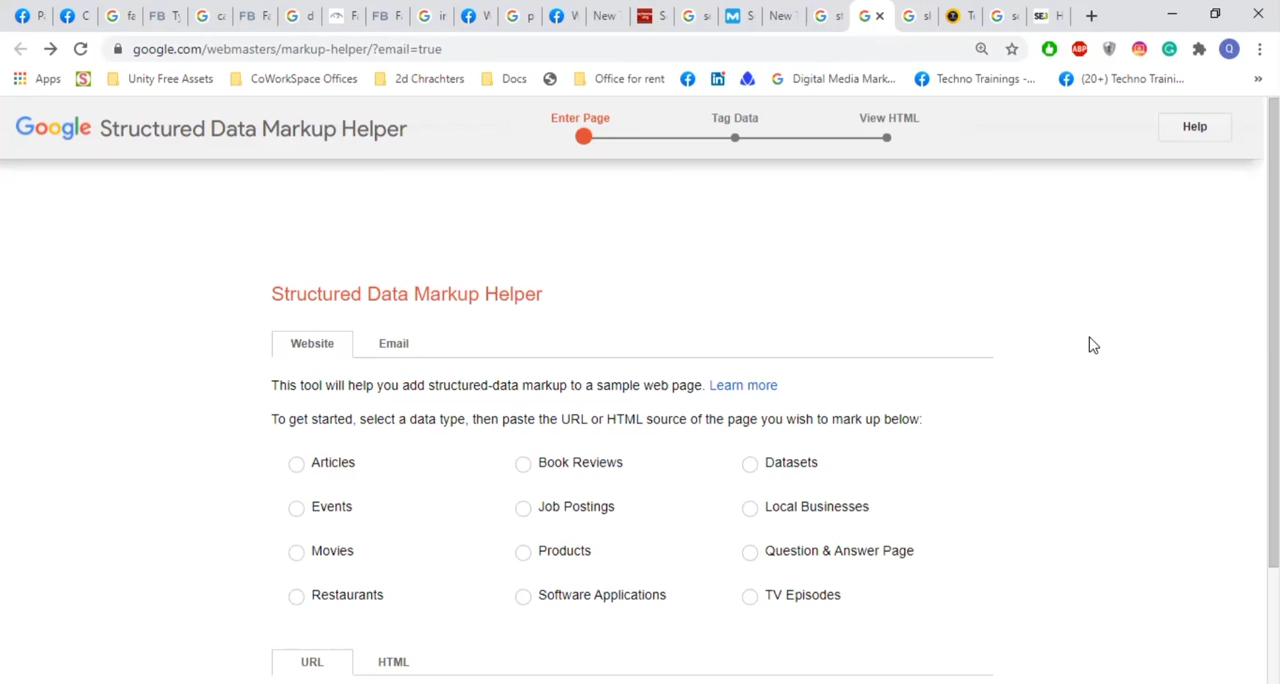 google.com/webmasters/markup-helper/?email=true
Apps Unity Free Assets CoWorkSpace Offices 2d Chrachters Docs Office for rent Digital Media Mark... Techno Trainings -... (20+) Techno Traini... »
Google Structured Data Markup Helper
Enter Page Tag Data View HTML
Help
Structured Data Markup Helper
Website Email
This tool will help you add structured-data markup to a sample web page. Learn more
To get started, select a data type, then paste the URL or HTML source of the page you wish to mark up below:
Articles Book Reviews Datasets
Events Job Postings Local Businesses
Movies Products Question & Answer Page
Restaurants Software Applications TV Episodes
URL HTML